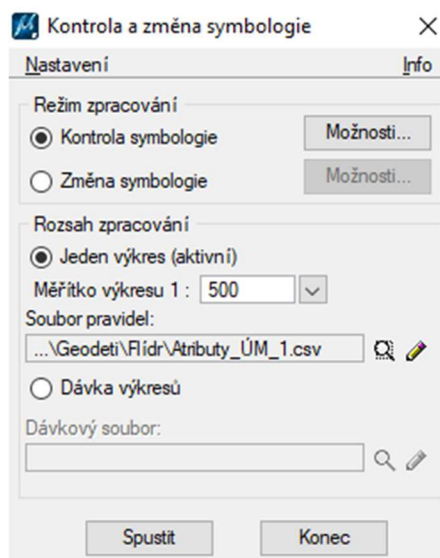 Kontrola a změna symbologie
Nastavení Info
Režim zpracování
Kontrola symbologie Možnosti...
Změna symbologie Možnosti...
Rozsah zpracování
Jeden výkres (aktivní)
Měřítko výkresu 1 : 500
Soubor pravidel:
...\Geodeti\Flídr\Atributy_ÚM_1.csv
Dávka výkresů
Dávkový soubor:
Spustit Konec